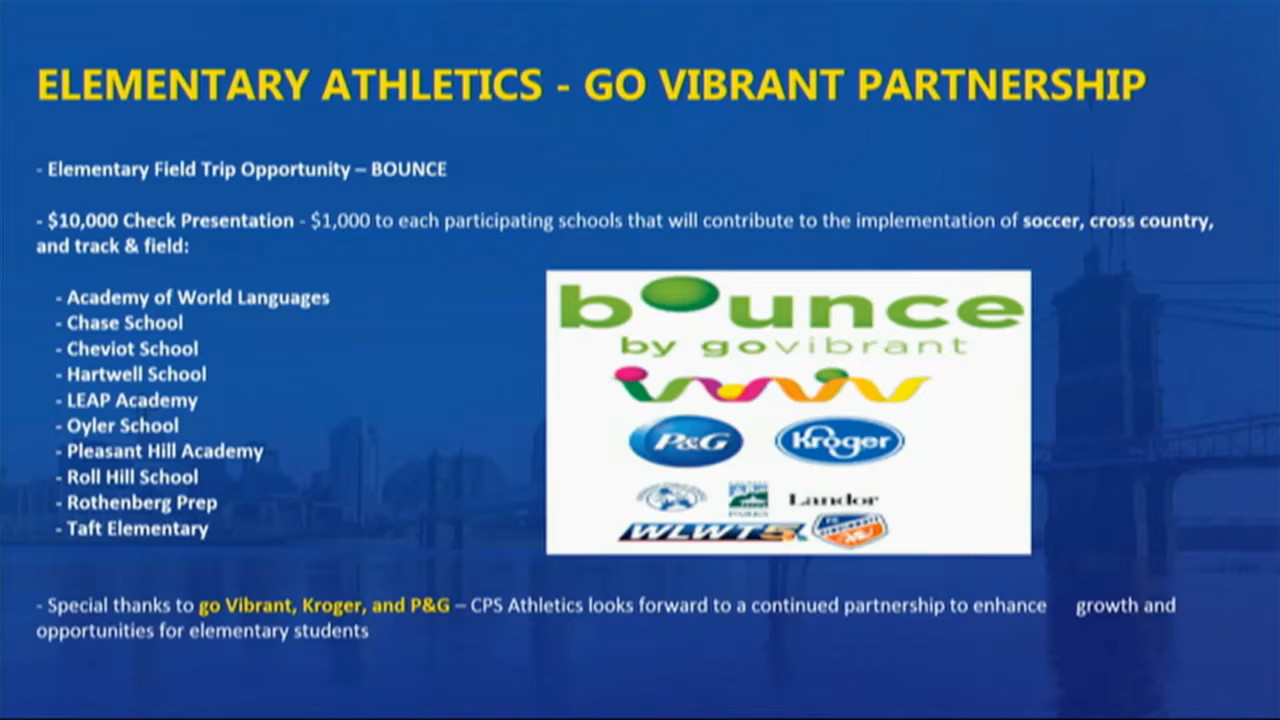 ELEMENTARY ATHLETICS - GO VIBRANT PARTNERSHIP
- Elementary Field Trip Opportunity – BOUNCE
- $10,000 Check Presentation - $1,000 to each participating schools that will contribute to the implementation of soccer, cross country,
and track & field:
- Academy of World Languages
- Chase School
- Cheviot School
- Hartwell School
- LEAP Academy
- Oyler School
- Pleasant Hill Academy
- Roll Hill School
- Rothenberg Prep
- Taft Elementary
bounce
by govibrant
P&G Kroger
Landor
WLWT5 CINCINNATI
- Special thanks to go Vibrant, Kroger, and P&G – CPS Athletics looks forward to a continued partnership to enhance growth and
opportunities for elementary students